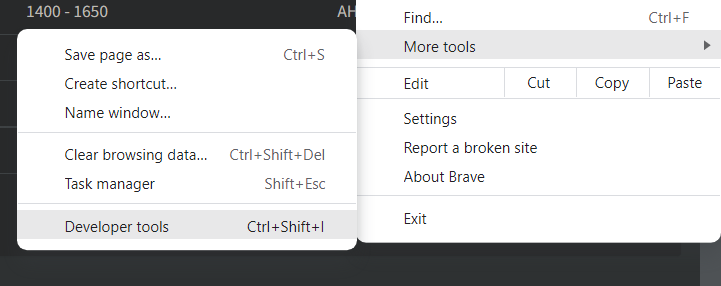 1400 - 1650
AH
Find... Ctrl+F
More tools
Edit Cut Copy Paste
Settings
Report a broken site
About Brave
Exit
Save page as... Ctrl+S
Create shortcut...
Name window...
Clear browsing data... Ctrl+Shift+Del
Task manager Shift+Esc
Developer tools Ctrl+Shift+I